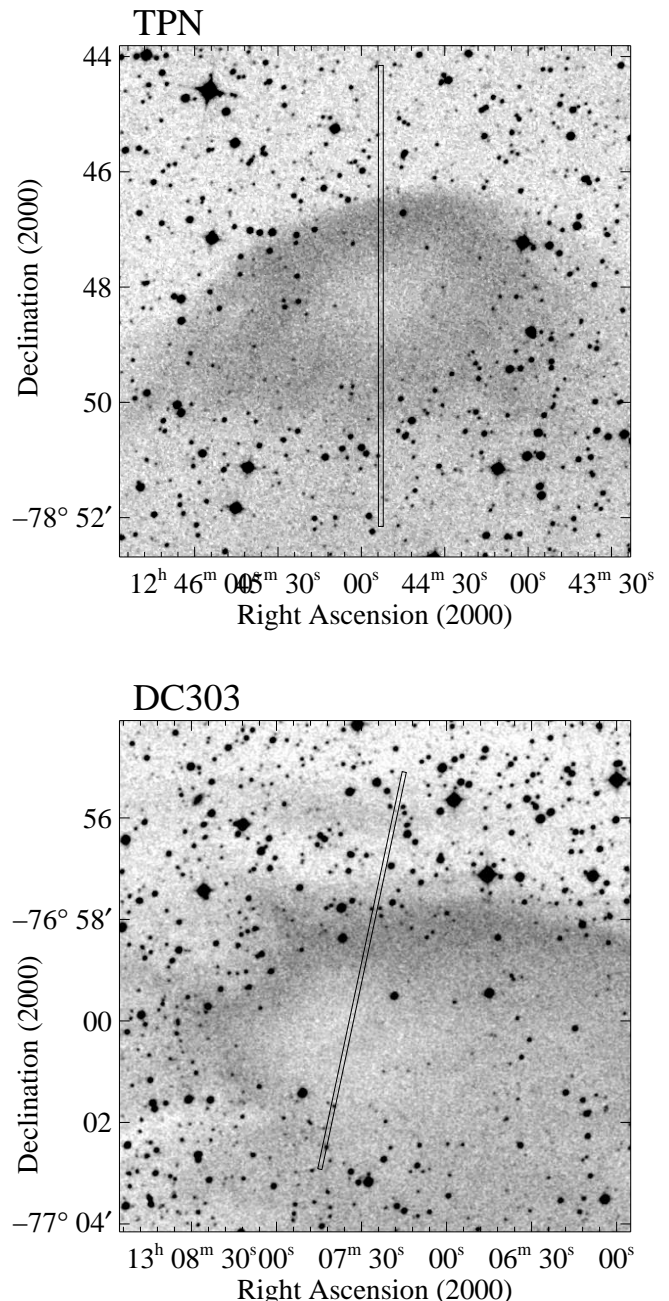 TPN
44
46
48
50
−78° 52′
Declination (2000)
12ʰ 46ᵐ 00ˢ 45ᵐ 30ˢ 00ˢ 44ᵐ 30ˢ 00ˢ 43ᵐ 30ˢ
Right Ascension (2000)
DC303
56
−76° 58′
00
02
−77° 04′
Declination (2000)
13ʰ 08ᵐ 30ˢ 00ˢ 07ᵐ 30ˢ 00ˢ 06ᵐ 30ˢ 00ˢ
Right Ascension (2000)